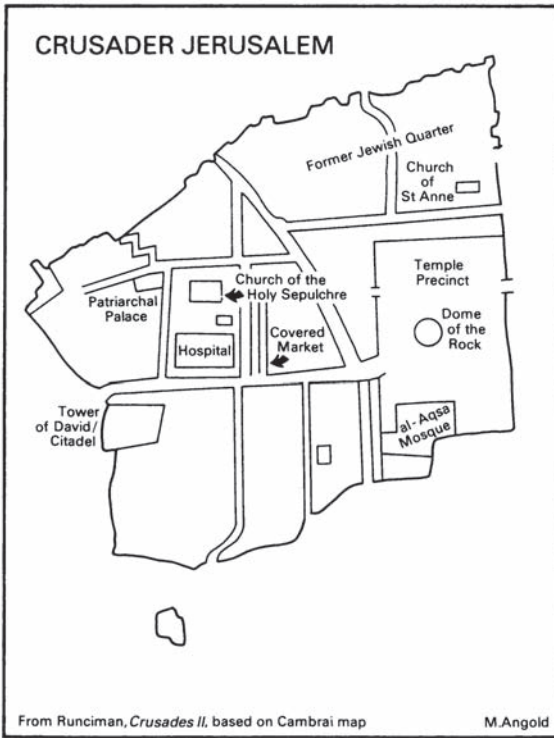 CRUSADER JERUSALEM
Former Jewish Quarter
Church
of
St Anne
Temple
Precinct
Church of the
Holy Sepulchre
Patriarchal
Palace
Covered
Market
Dome
of the
Rock
Hospital
Tower
of David/
Citadel
al-Aqsa
Mosque
From Runciman, Crusades II, based on Cambrai map
M.Angold